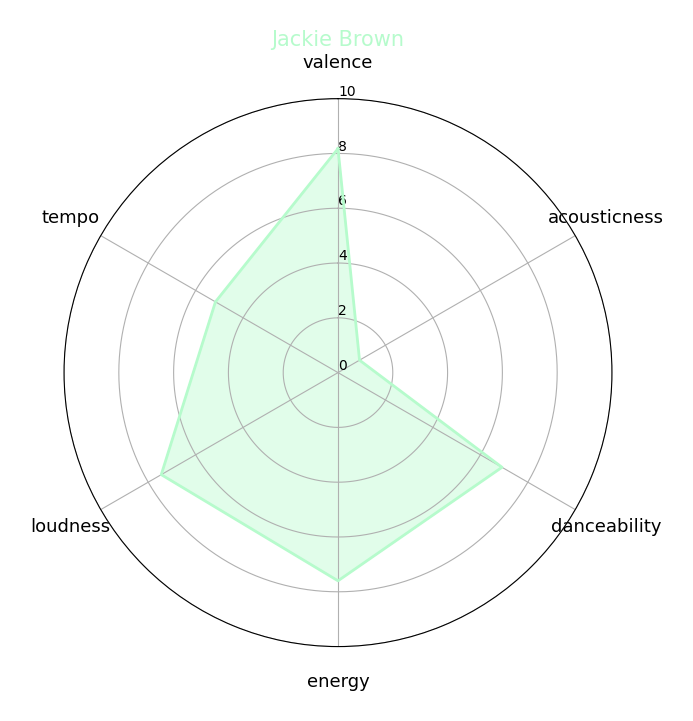 Jackie Brown
valence
10
8
6
4
2
0
tempo
acousticness
loudness
danceability
energy